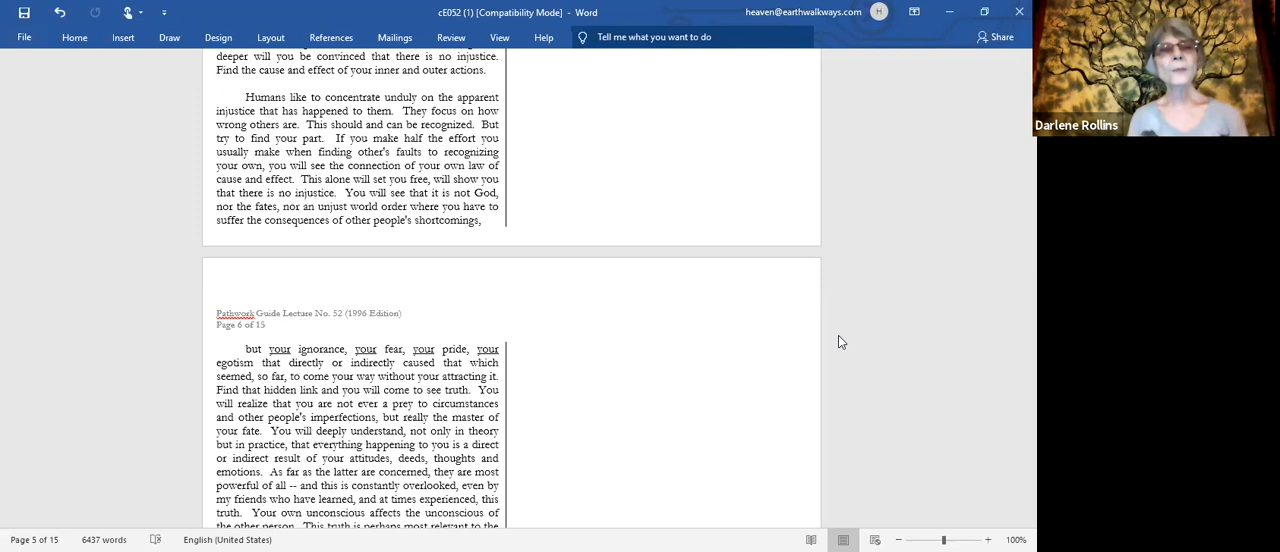 cE052 (1) [Compatibility Mode] - Word
heaven@earthwalkways.com H
File Home Insert Draw Design Layout References Mailings Review View Help Tell me what you want to do Share
deeper will you be convinced that there is no injustice.
Find the cause and effect of your inner and outer actions.
Humans like to concentrate unduly on the apparent
injustice that has happened to them. They focus on how
wrong others are. This should and can be recognized. But
try to find your part. If you make half the effort you
usually make when finding other's faults to recognizing
your own, you will see the connection of your own law of
cause and effect. This alone will set you free, will show you
that there is no injustice. You will see that it is not God,
nor the fates, nor an unjust world order where you have to
suffer the consequences of other people's shortcomings,
Pathwork Guide Lecture No. 52 (1996 Edition)
Page 6 of 15
but your ignorance, your fear, your pride, your
egotism that directly or indirectly caused that which
seemed, so far, to come your way without your attracting it.
Find that hidden link and you will come to see truth. You
will realize that you are not ever a prey to circumstances
and other people's imperfections, but really the master of
your fate. You will deeply understand, not only in theory
but in practice, that everything happening to you is a direct
or indirect result of your attitudes, deeds, thoughts and
emotions. As far as the latter are concerned, they are most
powerful of all -- and this is constantly overlooked, even by
my friends who have learned, and at times experienced, this
truth. Your own unconscious affects the unconscious of
the other person. This truth is perhaps most relevant to the
Page 5 of 15 6437 words English (United States) 100%
Darlene Rollins